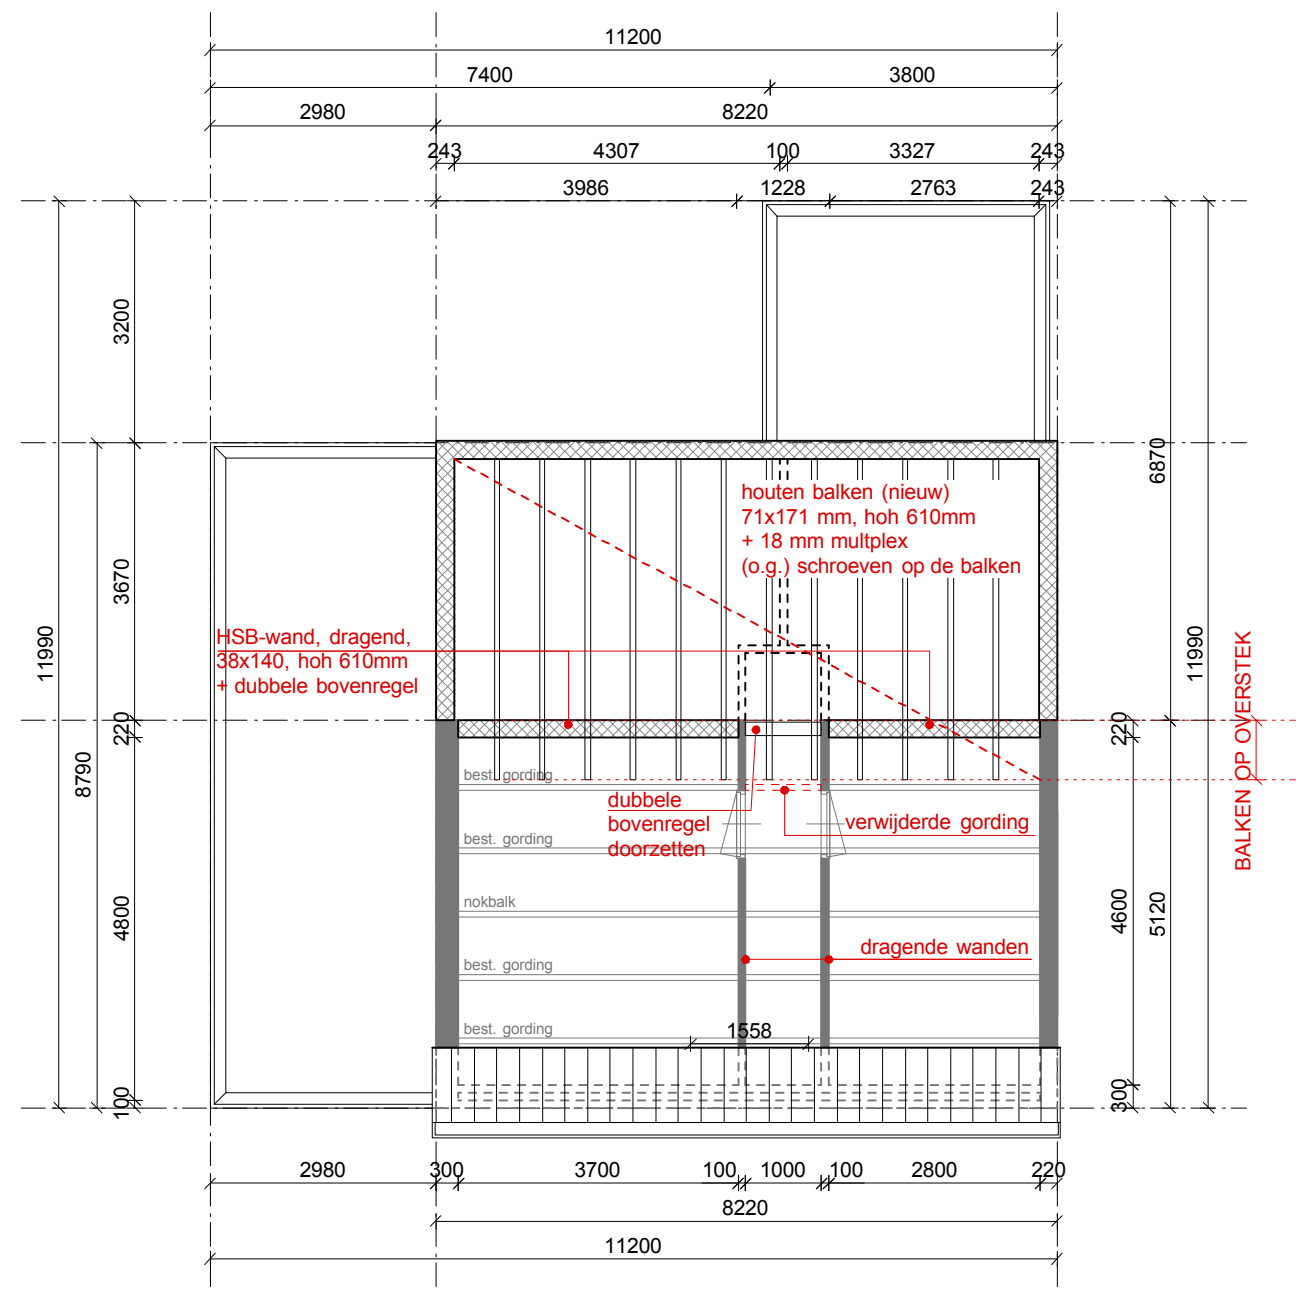 11200
7400 3800
2980 8220
243 4307 100 3327 243
3986 1228 2763 243
3200
6870
3670
11990
11990
220
8790
4800
100
220
4600
5120
300
BALKEN OP OVERSTEK
houten balken (nieuw)
71x171 mm, hoh 610mm
+ 18 mm multplex
(o.g.) schroeven op de balken
HSB-wand, dragend,
38x140, hoh 610mm
+ dubbele bovenregel
best. gording
dubbele
bovenregel
doorzetten
verwijderde gording
best. gording
nokbalk
dragende wanden
best. gording
best. gording
1558
2980 300 3700 100 1000 100 2800 220
8220
11200